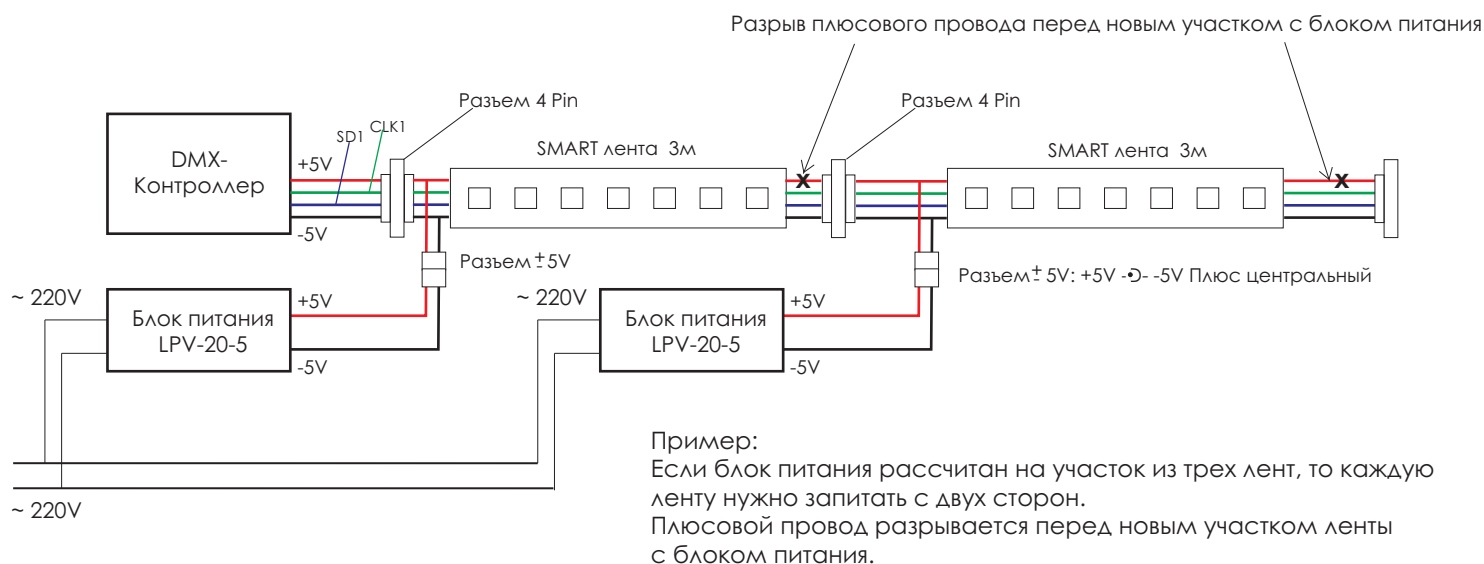 Разрыв плюсового провода перед новым участком с блоком питания
Разъем 4 Pin
Разъем 4 Pin
SD1
CLK1
DMX-
Контроллер
+5V
-5V
SMART лента 3м
SMART лента 3м
X
X
Разъем ± 5V
Разъем ± 5V: +5V -Ͽ- -5V Плюс центральный
~ 220V
Блок питания
LPV-20-5
+5V
-5V
~ 220V
Блок питания
LPV-20-5
+5V
-5V
~ 220V
Пример:
Если блок питания рассчитан на участок из трех лент, то каждую
ленту нужно запитать с двух сторон.
Плюсовой провод разрывается перед новым участком ленты
с блоком питания.